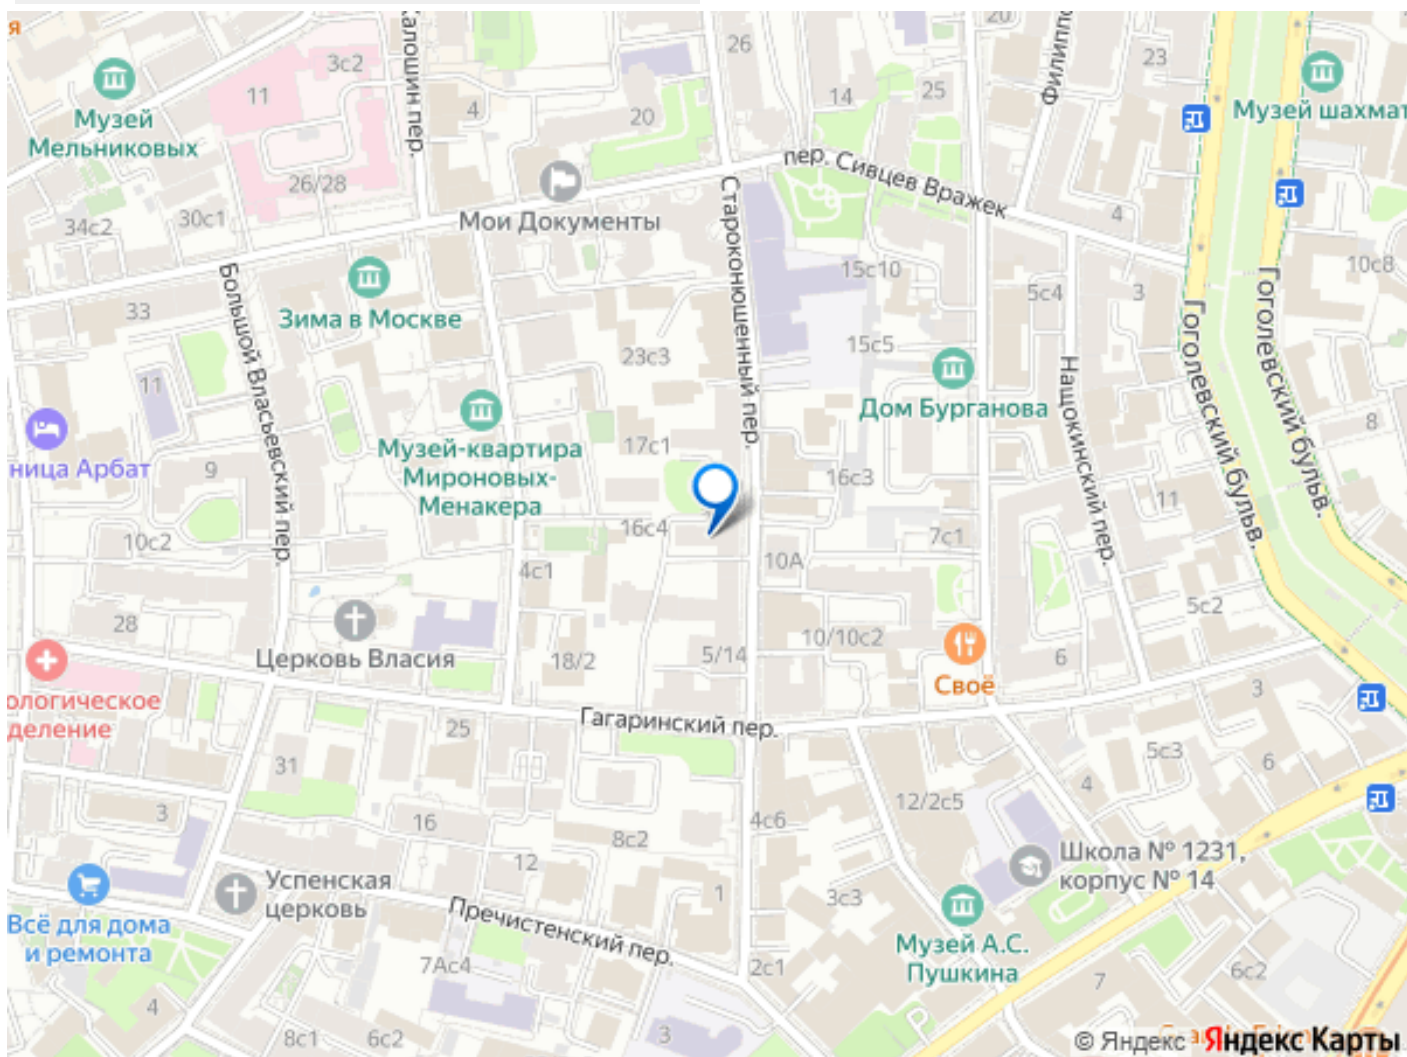 я
3с2
11
Калошин пер.
4
26
20
14
25
20
Филиппо
23
Музей шахмат
Музей
Мельниковых
26/28
30с1
34с2
Мои Документы
пер. Сивцев Вражек
Староконюшенный пер.
4
15с10
5с4
3
10с8
Гоголевский бульв.
Гоголевский бульв.
Большой Власьевский пер.
33
Зима в Москве
23с3
15с5
Дом Бурганова
Нащокинский пер.
8
11
ница Арбат
9
Музей-квартира
Мироновых-
Менакера
17с1
16с3
11
10с2
16с4
7с1
4с1
10А
5с2
28
Церковь Власия
18/2
5/14
10/10с2
Своё
6
3
ологическое
деление
Гагаринский пер.
25
31
5с3
6
4
3
16
12
8с2
4с6
12/2с5
Школа № 1231,
корпус № 14
Всё для дома
и ремонта
Успенская
церковь
Пречистенский пер.
1
3с3
Музей А.С.
Пушкина
7Ас4
2с1
7
6с2
4
8с1
6с2
3
© Яндекс
Яндекс Карты